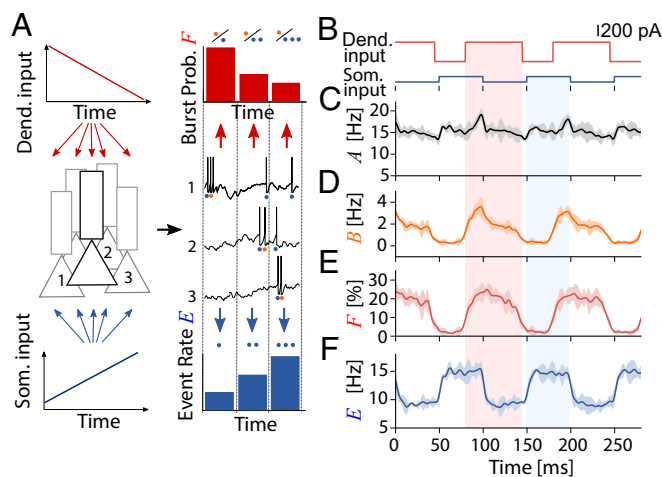 A
Dend. input
Time
1
2
3
Som. input
Time
Burst Prob. F
Time
1
2
3
Event Rate E
Time
B
Dend. input
Som. input
200 pA
C
A [Hz]
20
15
10
5
D
B [Hz]
4
2
0
E
F [%]
40
20
0
F
E [Hz]
15
10
5
0
50
100
150
200
250
Time [ms]